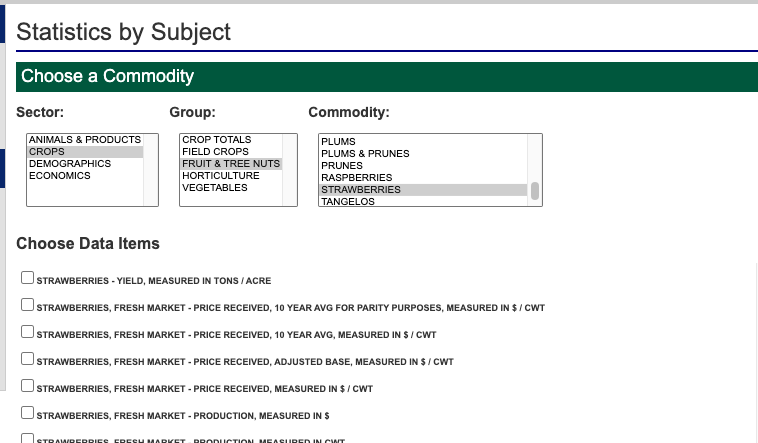 Statistics by Subject
Choose a Commodity
Sector:
ANIMALS & PRODUCTS
CROPS
DEMOGRAPHICS
ECONOMICS
Group:
CROP TOTALS
FIELD CROPS
FRUIT & TREE NUTS
HORTICULTURE
VEGETABLES
Commodity:
PLUMS
PLUMS & PRUNES
PRUNES
RASPBERRIES
STRAWBERRIES
TANGELOS
Choose Data Items
STRAWBERRIES - YIELD, MEASURED IN TONS / ACRE
STRAWBERRIES, FRESH MARKET - PRICE RECEIVED, 10 YEAR AVG FOR PARITY PURPOSES, MEASURED IN $ / CWT
STRAWBERRIES, FRESH MARKET - PRICE RECEIVED, 10 YEAR AVG, MEASURED IN $ / CWT
STRAWBERRIES, FRESH MARKET - PRICE RECEIVED, ADJUSTED BASE, MEASURED IN $ / CWT
STRAWBERRIES, FRESH MARKET - PRICE RECEIVED, MEASURED IN $ / CWT
STRAWBERRIES, FRESH MARKET - PRODUCTION, MEASURED IN $
STRAWBERRIES, FRESH MARKET - PRODUCTION, MEASURED IN CWT